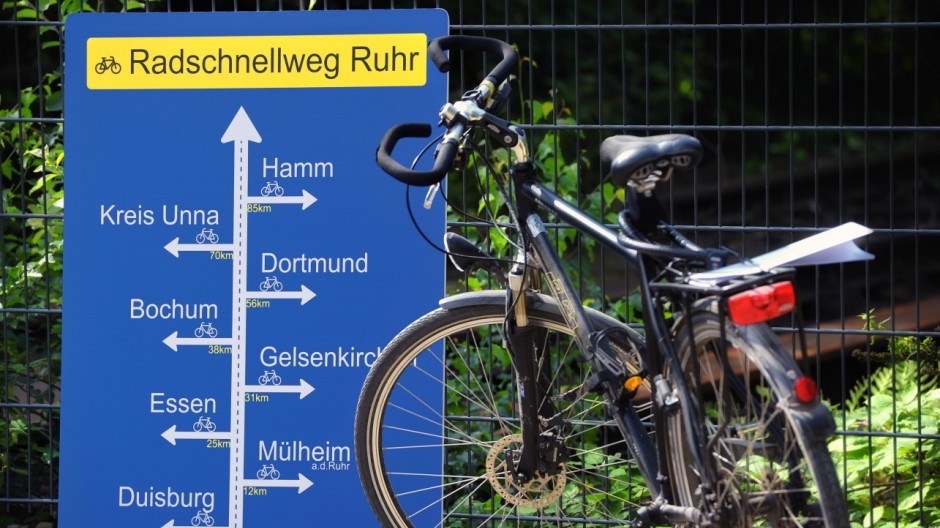 Radschnellweg Ruhr
Hamm
85km
Kreis Unna
70km
Dortmund
56km
Bochum
38km
31km
Essen
25km
Mülheim
a.d.Ruhr
12km
Duisburg